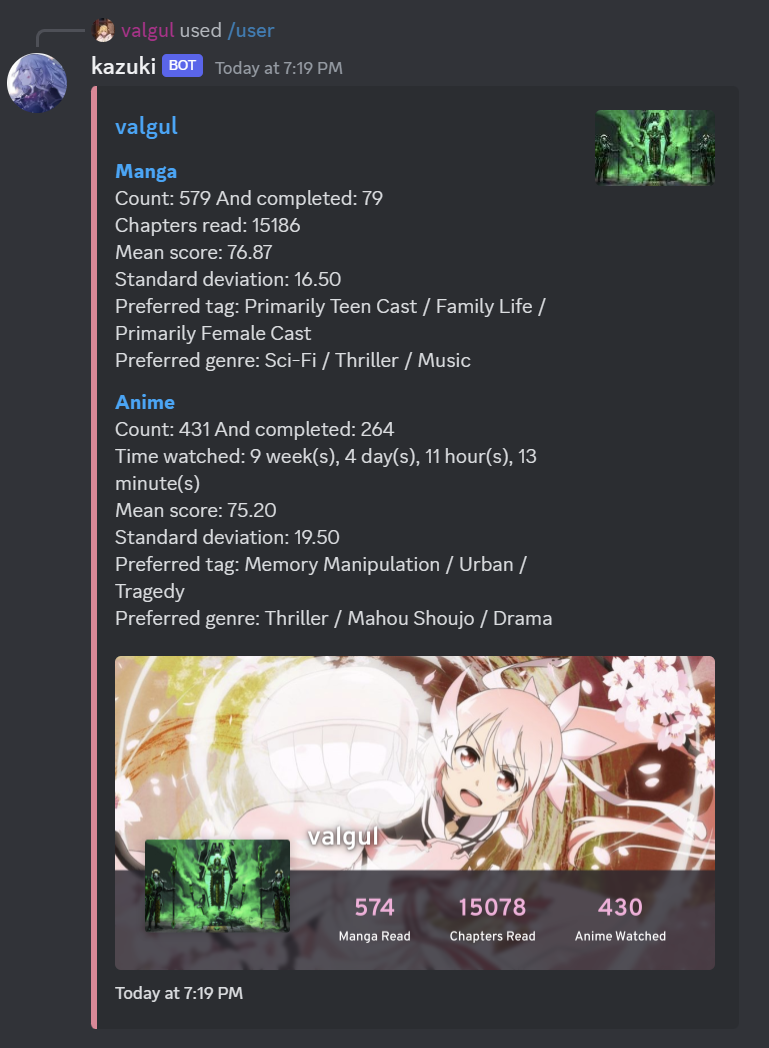 valgul used /user
kazuki BOT Today at 7:19 PM
valgul
Manga
Count: 579 And completed: 79
Chapters read: 15186
Mean score: 76.87
Standard deviation: 16.50
Preferred tag: Primarily Teen Cast / Family Life /
Primarily Female Cast
Preferred genre: Sci-Fi / Thriller / Music
Anime
Count: 431 And completed: 264
Time watched: 9 week(s), 4 day(s), 11 hour(s), 13
minute(s)
Mean score: 75.20
Standard deviation: 19.50
Preferred tag: Memory Manipulation / Urban /
Tragedy
Preferred genre: Thriller / Mahou Shoujo / Drama
valgul
574 15078 430
Manga Read Chapters Read Anime Watched
Today at 7:19 PM